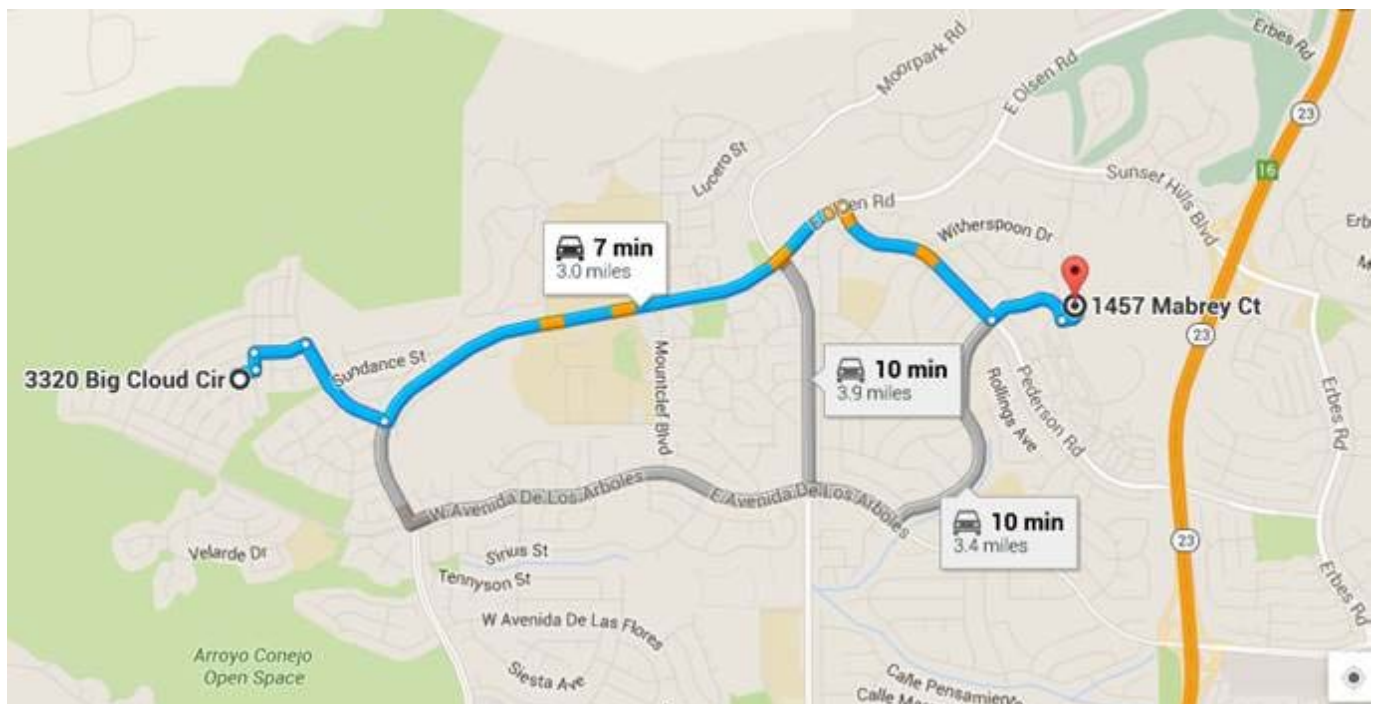 Moorpark Rd
Erbes Rd
E Olsen Rd
23
Lucero St
16
Sunset Hills Blvd
Olsen Rd
Witherspoon Dr
7 min
3.0 miles
1457 Mabrey Ct
23
Sundance St
3320 Big Cloud Cir
Mountclef Blvd
10 min
3.9 miles
Rollings Ave
Pederson Rd
Erbes Rd
W Avenida De Los Arboles
E Avenida De Los Arboles
10 min
3.4 miles
23
Velarde Dr
Sirius St
Tennyson St
Erbes Rd
W Avenida De Las Flores
Arroyo Conejo
Open Space
Siesta Ave
Calle Pensamiento